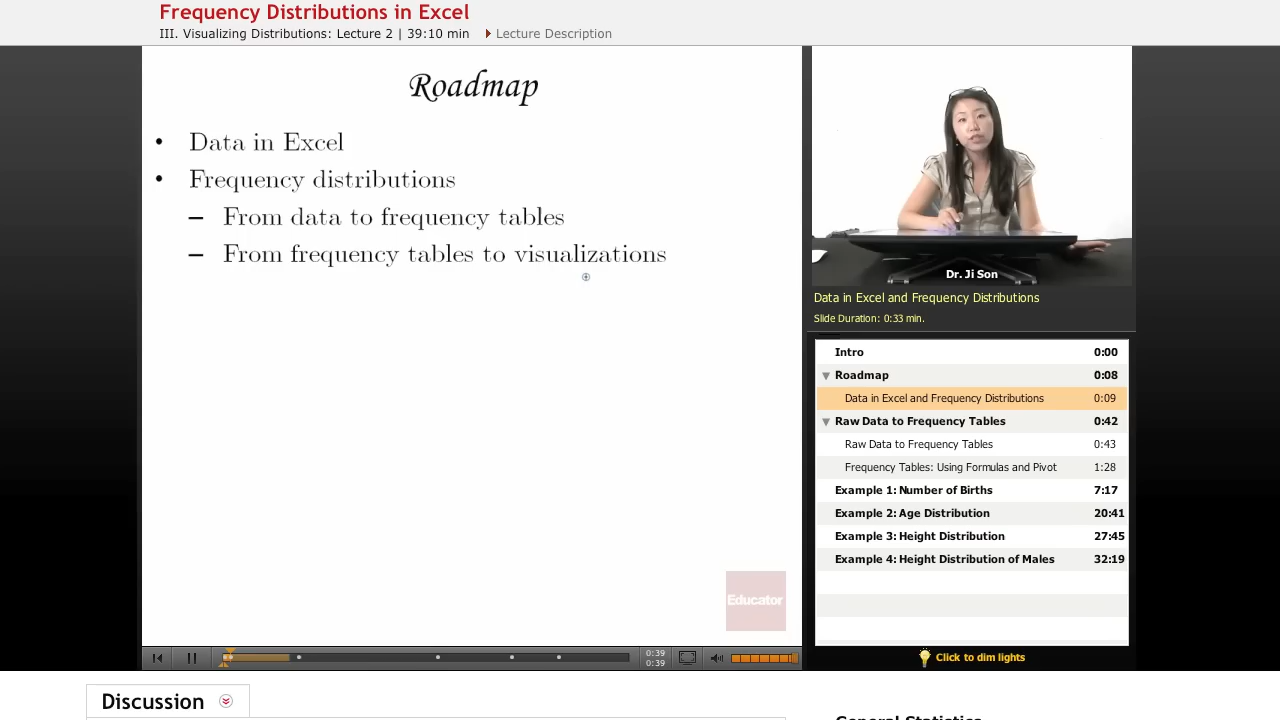 Frequency Distributions in Excel
III. Visualizing Distributions: Lecture 2 | 39:10 min Lecture Description
Roadmap
• Data in Excel
• Frequency distributions
– From data to frequency tables
– From frequency tables to visualizations
Educator
Dr. Ji Son
Data in Excel and Frequency Distributions
Slide Duration: 0:33 min.
Intro 0:00
Roadmap 0:08
Data in Excel and Frequency Distributions 0:09
Raw Data to Frequency Tables 0:42
Raw Data to Frequency Tables 0:43
Frequency Tables: Using Formulas and Pivot 1:28
Example 1: Number of Births 7:17
Example 2: Age Distribution 20:41
Example 3: Height Distribution 27:45
Example 4: Height Distribution of Males 32:19
0:39
0:39
Click to dim lights
Discussion
General Statistics